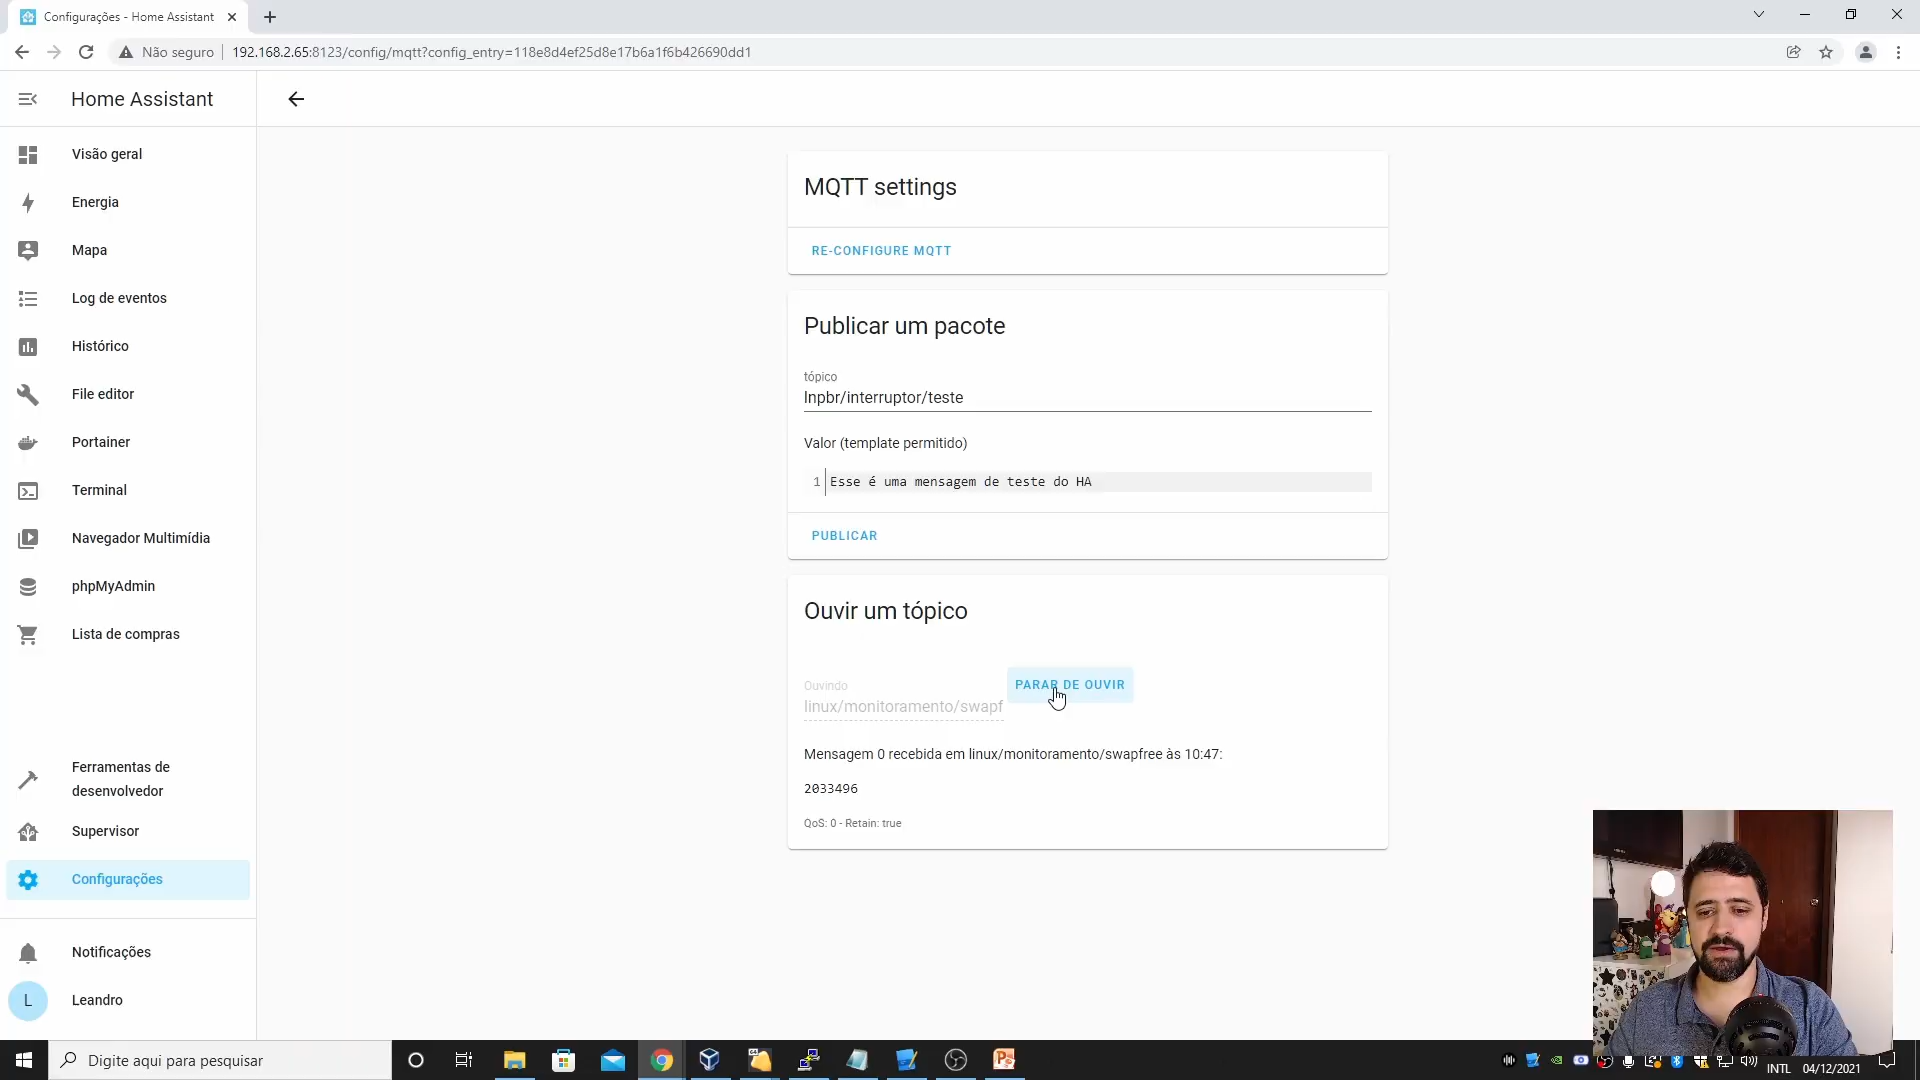 Configurações - Home Assistant
Não seguro
192.168.2.65:8123/config/mqtt?config_entry=118e8d4ef25d8e17b6a1f6b426690dd1
Home Assistant
Visão geral
Energia
Mapa
Log de eventos
Histórico
File editor
Portainer
Terminal
Navegador Multimídia
phpMyAdmin
Lista de compras
Ferramentas de
desenvolvedor
Supervisor
Configurações
Notificações
L
Leandro
MQTT settings
RE-CONFIGURE MQTT
Publicar um pacote
tópico
lnpbr/interruptor/teste
Valor (template permitido)
1
Esse é uma mensagem de teste do HA
PUBLICAR
Ouvir um tópico
Ouvindo
linux/monitoramento/swapf
PARAR DE OUVIR
Mensagem 0 recebida em linux/monitoramento/swapfree às 10:47:
2033496
QoS: 0 - Retain: true
Digite aqui para pesquisar
INTL
04/12/2021